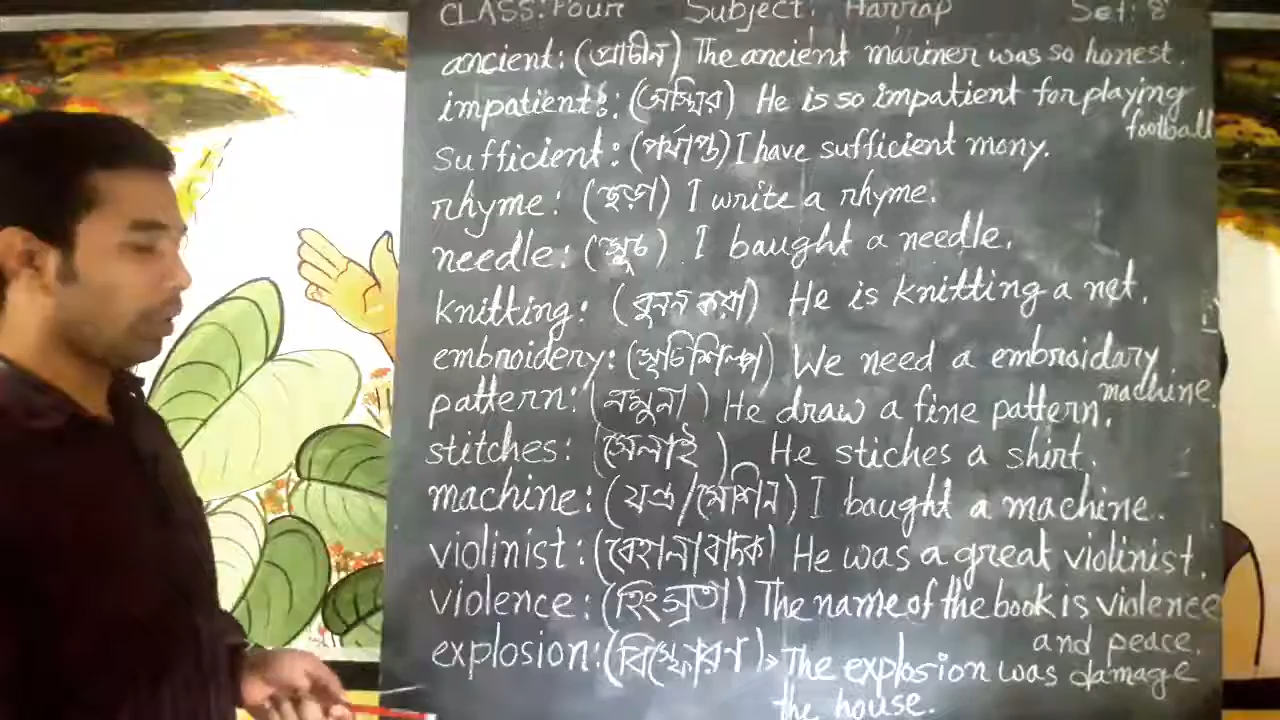 CLASS: Four Subject: Harrap Set: 8
ancient: (প্রাচীন) The ancient mariner was so honest.
impatient: (অস্থির) He is so impatient for playing
football
sufficient: (পর্যাপ্ত) I have sufficient mony.
rhyme: (ছড়া) I write a rhyme.
needle: (সুচ) I baught a needle.
knitting: (বুনন করা) He is knitting a net.
embroidery: (সূচিশিল্প) We need a embroidary
machine.
pattern: (নমুনা) He draw a fine pattern.
stitches: (সেলাই) He stiches a shirt.
machine: (যন্ত্র/মেশিন) I baught a machine.
violinist: (বেহালাবাদক) He was a great violinist.
violence: (হিংস্রতা) The name of the book is violence
and peace.
explosion: (বিস্ফোরণ) The explosion was damage
the house.